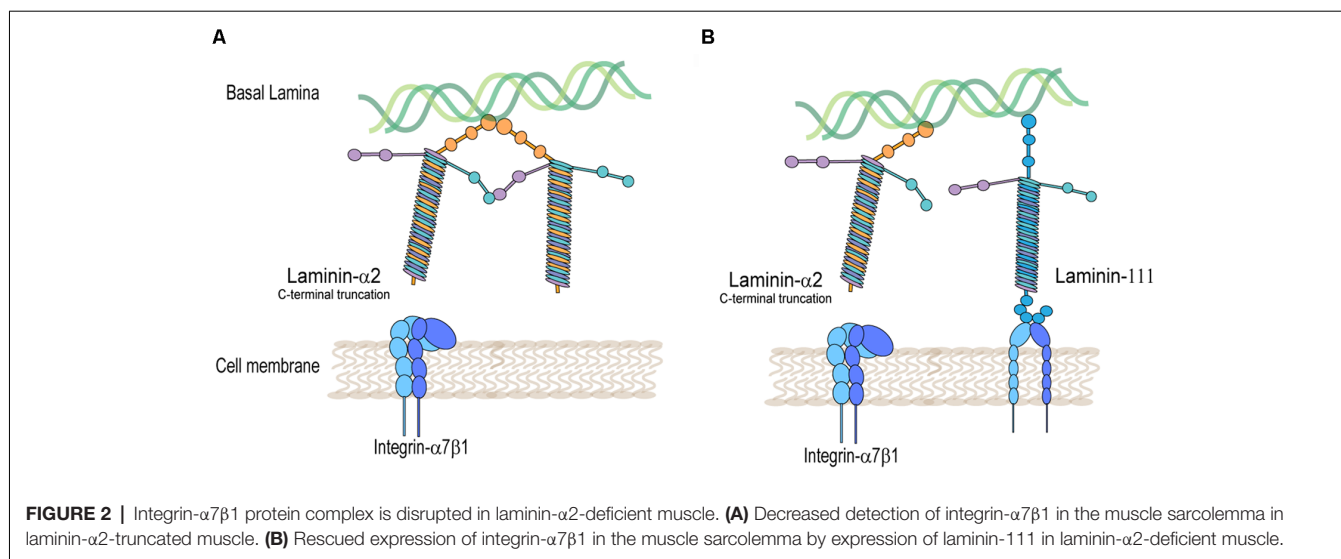 A
Basal Lamina
Laminin-α2
C-terminal truncation
Cell membrane
Integrin-α7β1
B
Laminin-α2
C-terminal truncation
Laminin-111
Integrin-α7β1
FIGURE 2 | Integrin-α7β1 protein complex is disrupted in laminin-α2-deficient muscle. (A) Decreased detection of integrin-α7β1 in the muscle sarcolemma in
laminin-α2-truncated muscle. (B) Rescued expression of integrin-α7β1 in the muscle sarcolemma by expression of laminin-111 in laminin-α2-deficient muscle.